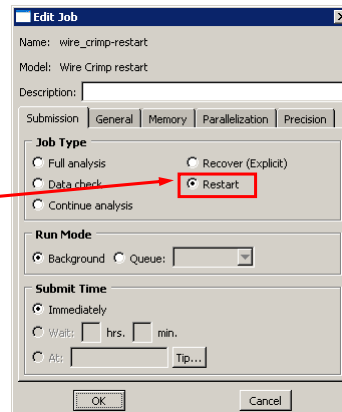 Edit Job
Name: wire_crimp-restart
Model: Wire Crimp restart
Description:
Submission General Memory Parallelization Precision
Job Type
Full analysis Recover (Explicit)
Data check Restart
Continue analysis
Run Mode
Background Queue:
Submit Time
Immediately
Wait: hrs. min.
At: Tip...
OK Cancel